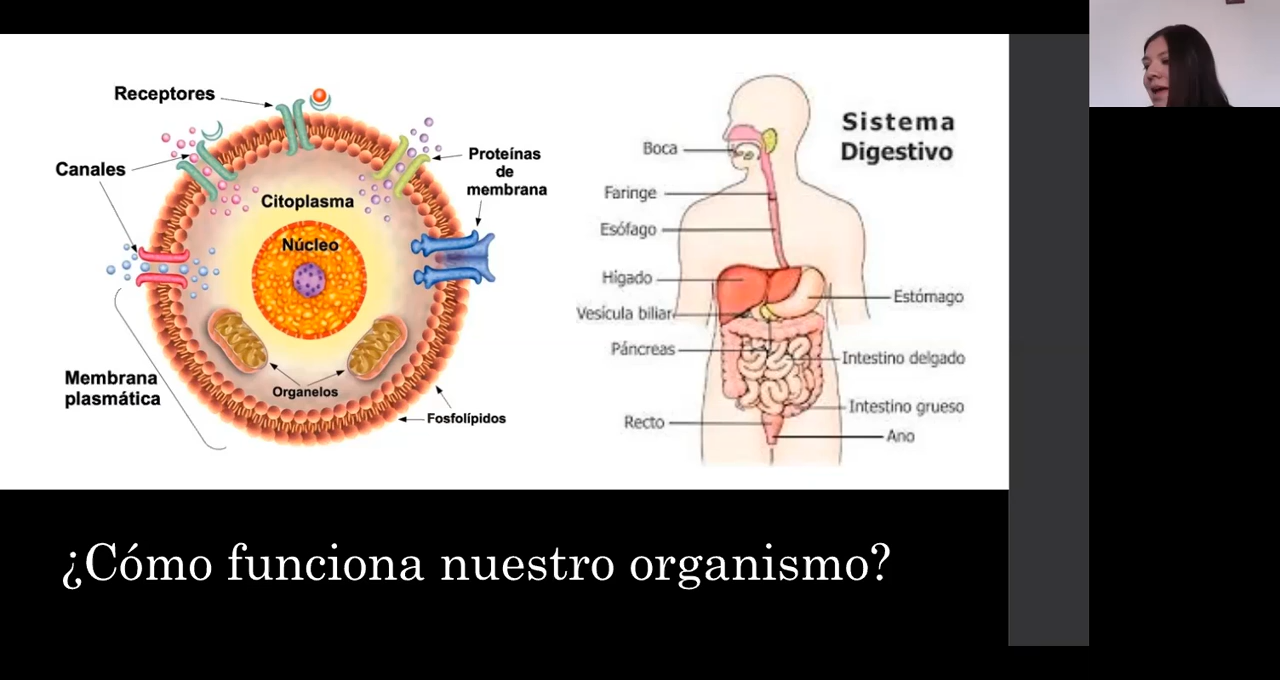 Receptores
Canales
Proteínas
de
membrana
Citoplasma
Núcleo
Membrana
plasmática
Organelos
Fosfolípidos
Sistema
Digestivo
Boca
Faringe
Esófago
Hígado
Estómago
Vesícula biliar
Páncreas
Intestino delgado
Intestino grueso
Recto
Ano
¿Cómo funciona nuestro organismo?